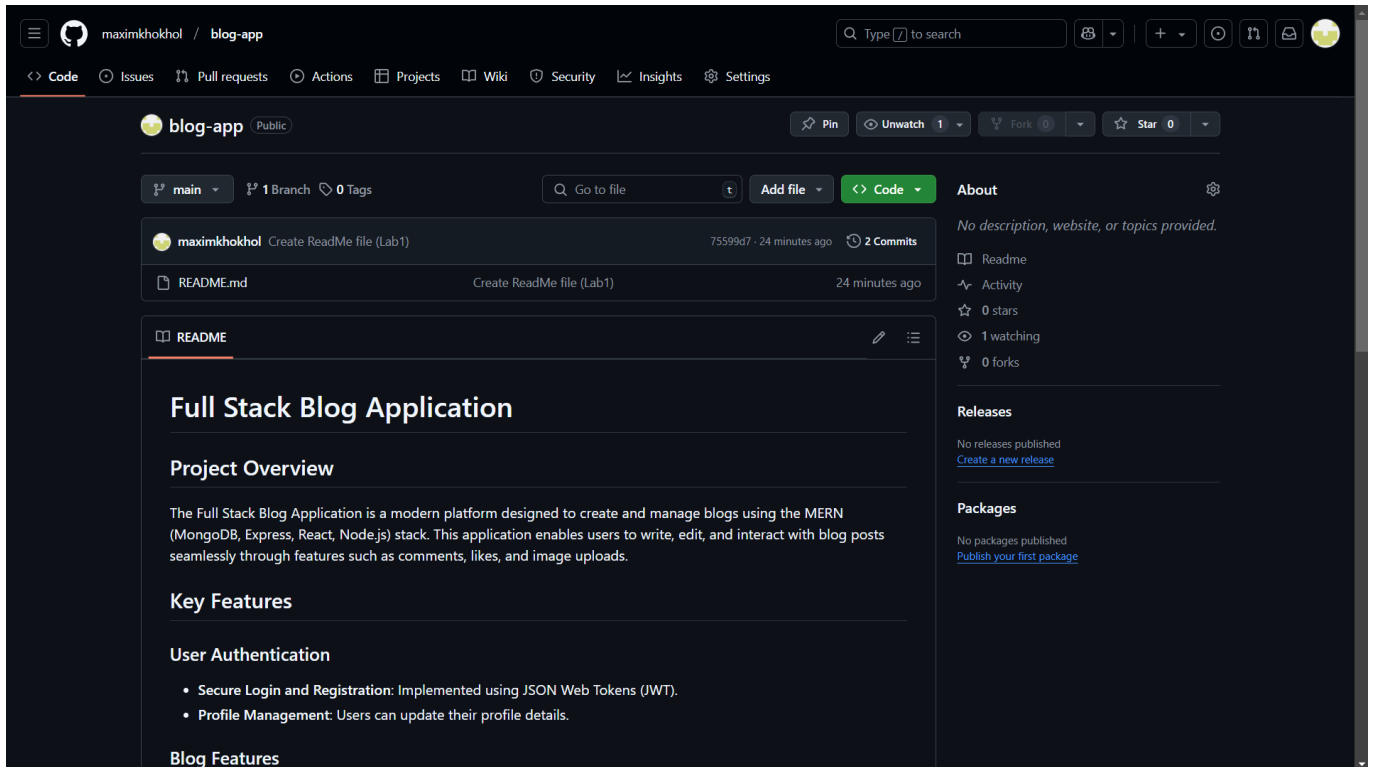 maximkhokhol / blog-app
Type / to search
Code Issues Pull requests Actions Projects Wiki Security Insights Settings
blog-app Public
Pin Unwatch 1 Fork 0 Star 0
main 1 Branch 0 Tags Go to file t Add file Code
maximkhokhol Create ReadMe file (Lab1) 75599d7 · 24 minutes ago 2 Commits
README.md Create ReadMe file (Lab1) 24 minutes ago
README
Full Stack Blog Application
Project Overview
The Full Stack Blog Application is a modern platform designed to create and manage blogs using the MERN
(MongoDB, Express, React, Node.js) stack. This application enables users to write, edit, and interact with blog posts
seamlessly through features such as comments, likes, and image uploads.
Key Features
User Authentication
• Secure Login and Registration: Implemented using JSON Web Tokens (JWT).
• Profile Management: Users can update their profile details.
Blog Features
About
No description, website, or topics provided.
Readme
Activity
0 stars
1 watching
0 forks
Releases
No releases published
Create a new release
Packages
No packages published
Publish your first package